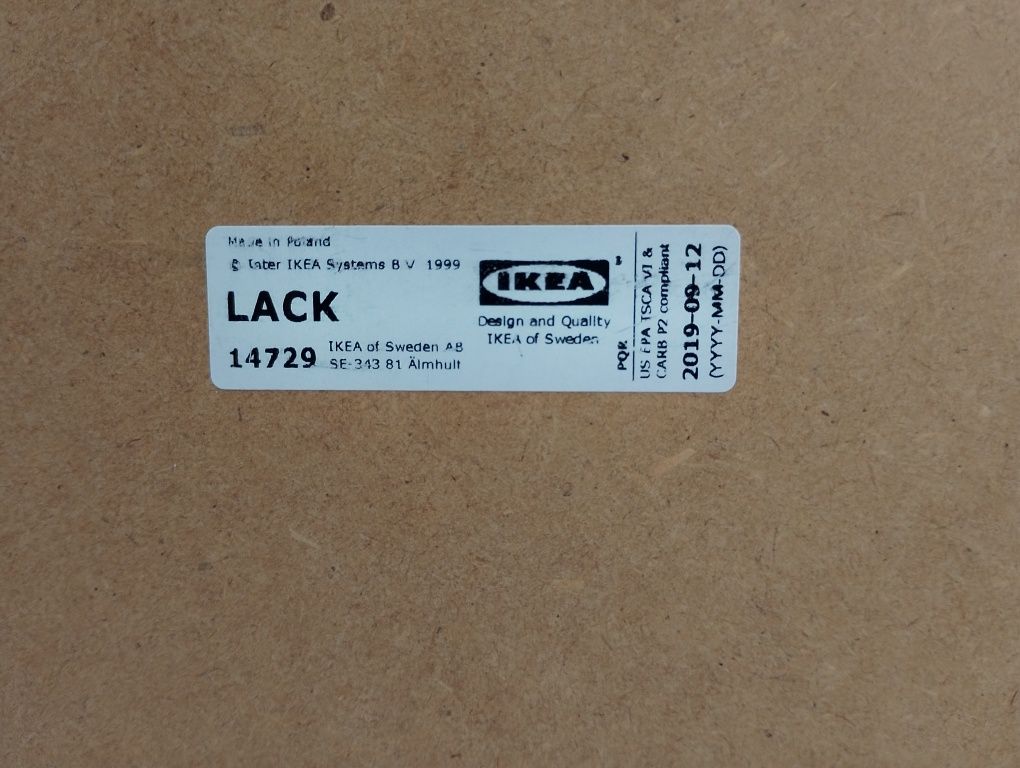 Made in Poland
© Inter IKEA Systems B V 1999
LACK
14729
IKEA of Sweden AB
SE-343 81 Älmhult
IKEA
®
Design and Quality
IKEA of Sweden
PQR
US EPA TSCA VI &
CARB P2 compliant
2019-09-12
(YYYY-MM-DD)